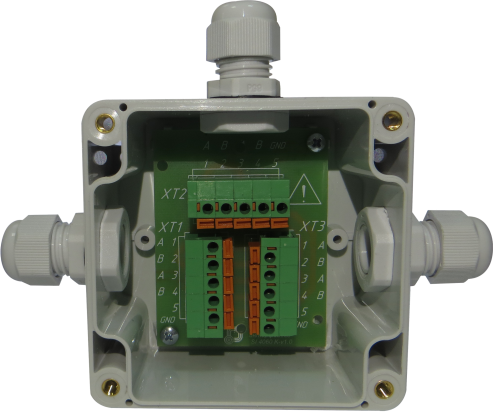 A B * B GND
1 2 3 4 5
XT2
XT1 XT3
A 1 1 A
B 2 2 B
A 3 3 A
B 4 4 B
5 5
GND GND